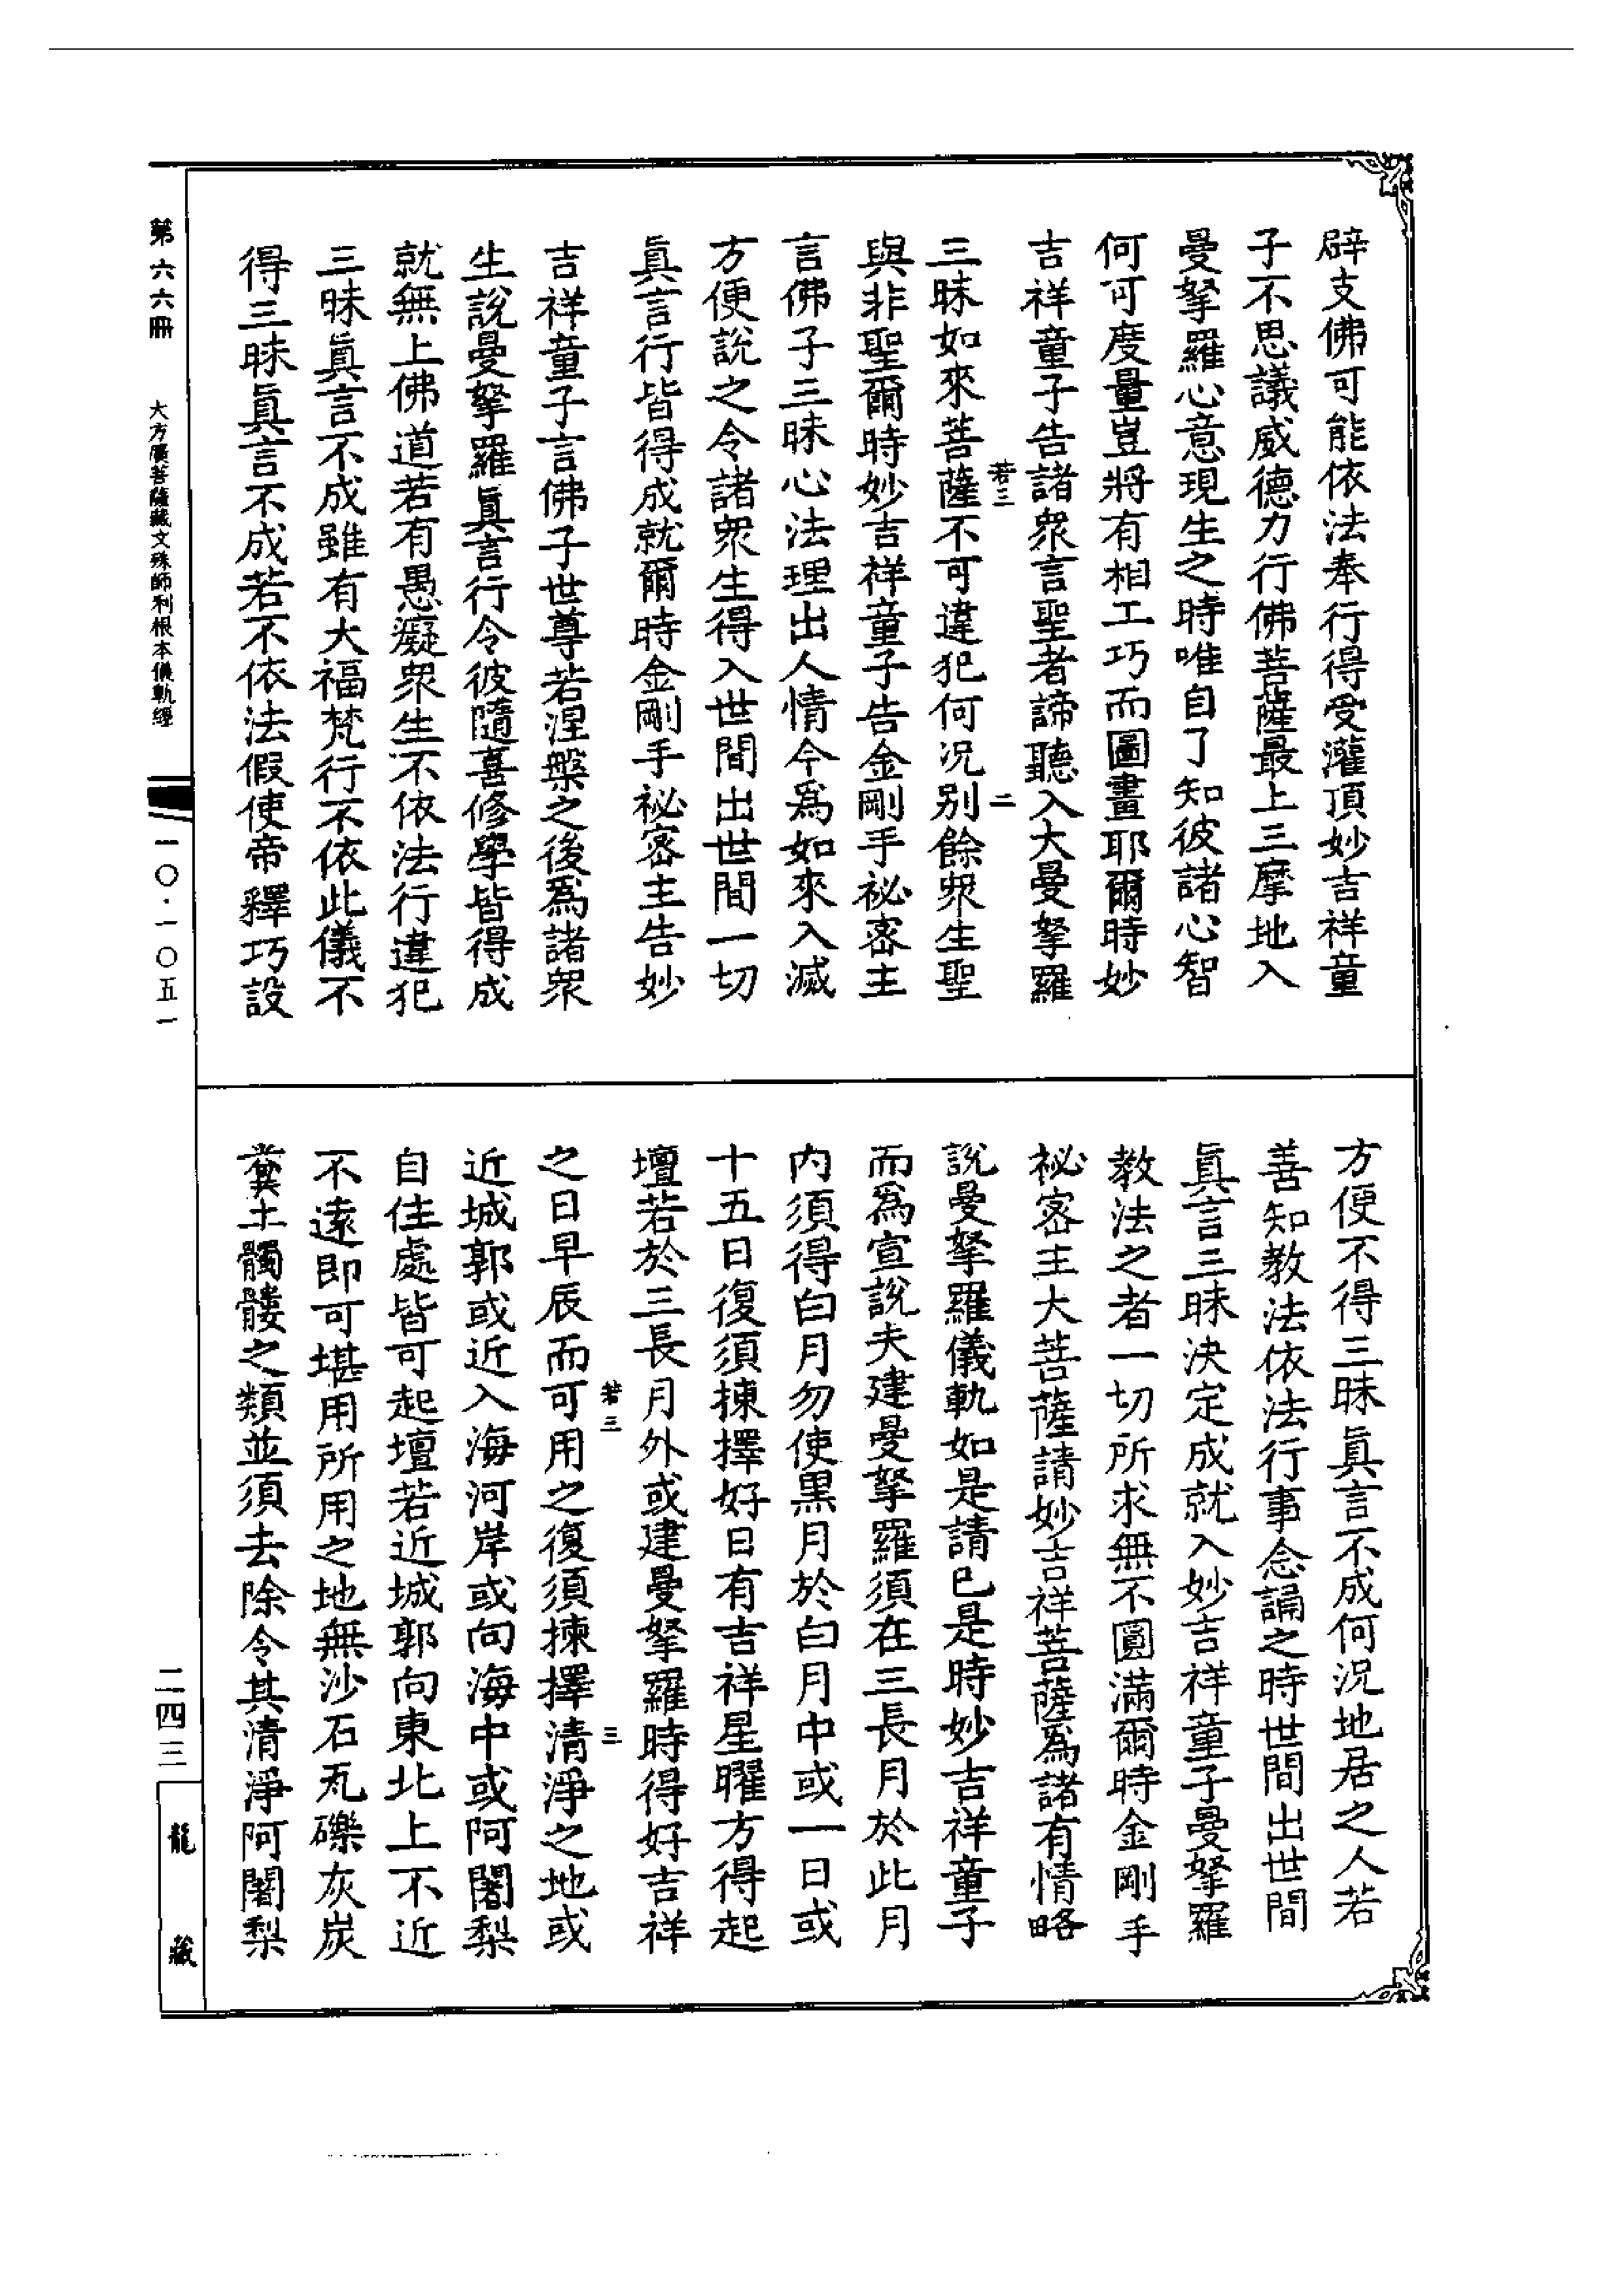 辟支佛可能依法奉行得受灌頂妙吉祥童
子不思議威德力行佛菩薩最上三摩地入
曼拏羅心意現生之時唯自了知彼諸心智
何可度量豈將有相工巧而圖畫耶爾時妙
吉祥童子告諸衆言聖者諦聽入大曼拏羅
若三
二
三昧如來菩薩不可違犯何况別餘衆生聖
與非聖爾時妙吉祥童子告金剛手祕密主
言佛子三昧心法理出人情今爲如來入滅
方便說之令諸衆生得入世間出世間一切
眞言行皆得成就爾時金剛手祕密主告妙
吉祥童子言佛子世尊若涅槃之後爲諸衆
生說曼拏羅眞言行令彼隨喜修學皆得成
就無上佛道若有愚癡衆生不依法行違犯
三昧眞言不成雖有大福梵行不依此儀不
得三昧眞言不成若不依法假使帝釋巧設
方便不得三昧眞言不成何况地居之人若
善知教法依法行事念誦之時世間出世間
眞言三昧決定成就入妙吉祥童子曼拏羅
教法之者一切所求無不圓滿爾時金剛手
祕密主大菩薩請妙吉祥菩薩爲諸有情略
說曼拏羅儀軌如是請已是時妙吉祥童子
而爲宣說夫建曼拏羅須在三長月於此月
内須得白月勿使黒月於白月中或一日或
十五日復須揀擇好日有吉祥星曜方得起
壇若於三長月外或建曼拏羅時得好吉祥
若三
三
之日早辰而可用之復須揀擇清淨之地或
近城郭或近入海河岸或向海中或阿闍梨
自住處皆可起壇若近城郭向東北上不近
不遠即可堪用所用之地無沙石瓦礫灰炭
糞土髑髏之類並須去除令其清淨阿闍梨
第六六冊
大方廣菩薩藏文殊師利根本儀軌經
一〇·一〇五一
二四三
龍藏